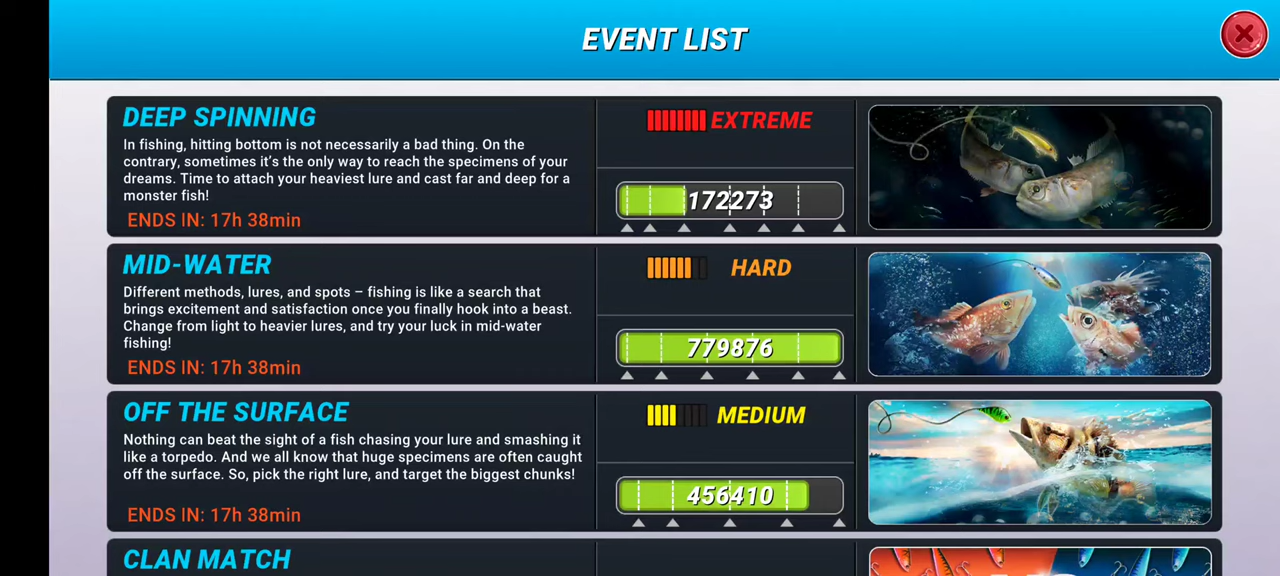 EVENT LIST
DEEP SPINNING
In fishing, hitting bottom is not necessarily a bad thing. On the
contrary, sometimes it's the only way to reach the specimens of your
dreams. Time to attach your heaviest lure and cast far and deep for a
monster fish!
ENDS IN: 17h 38min
EXTREME
172273
MID-WATER
Different methods, lures, and spots – fishing is like a search that
brings excitement and satisfaction once you finally hook into a beast.
Change from light to heavier lures, and try your luck in mid-water
fishing!
ENDS IN: 17h 38min
HARD
779876
OFF THE SURFACE
Nothing can beat the sight of a fish chasing your lure and smashing it
like a torpedo. And we all know that huge specimens are often caught
off the surface. So, pick the right lure, and target the biggest chunks!
ENDS IN: 17h 38min
MEDIUM
456410
CLAN MATCH